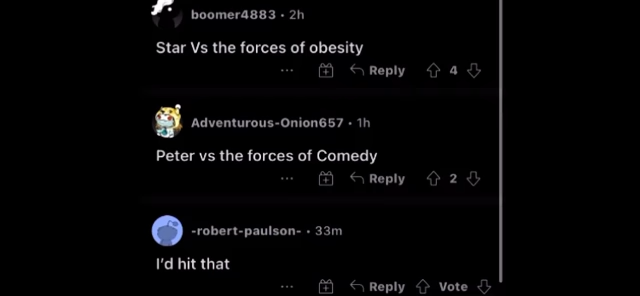 boomer4883 • 2h
Star Vs the forces of obesity
... Reply 4
Adventurous-Onion657 • 1h
Peter vs the forces of Comedy
... Reply 2
-robert-paulson- • 33m
I'd hit that
... Reply Vote